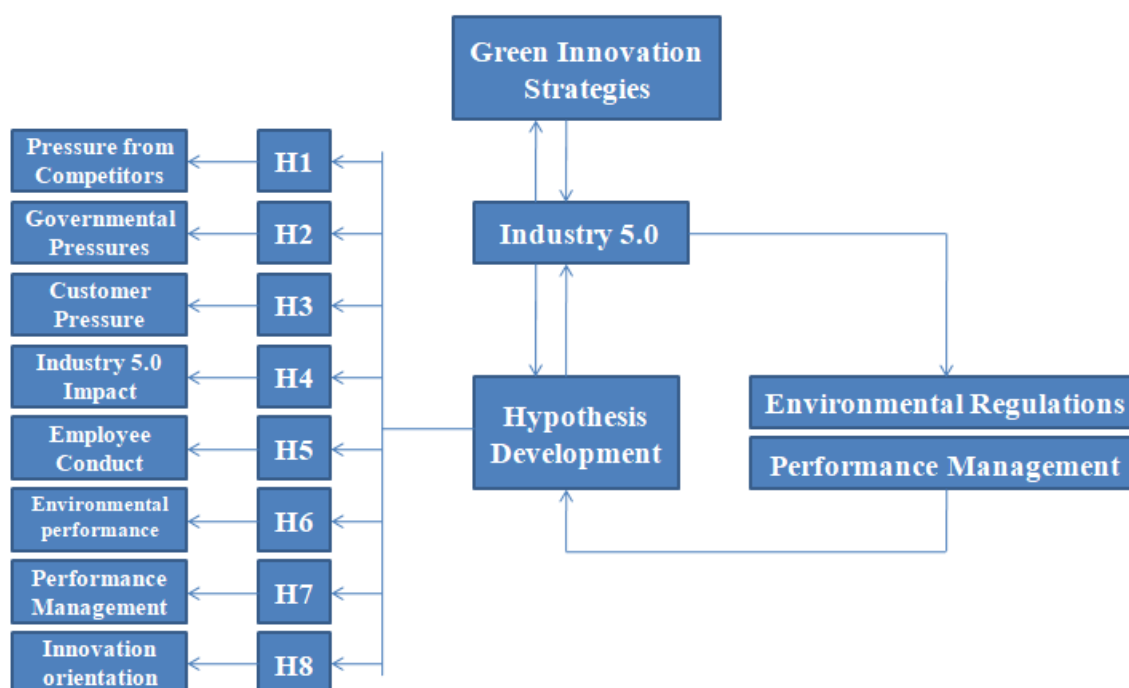 Green Innovation
Strategies
Pressure from
Competitors
H1
Governmental
Pressures
H2
Industry 5.0
Customer
Pressure
H3
Industry 5.0
Impact
H4
Hypothesis
Development
Environmental Regulations
Performance Management
Employee
Conduct
H5
Environmental
performance
H6
Performance
Management
H7
Innovation
orientation
H8